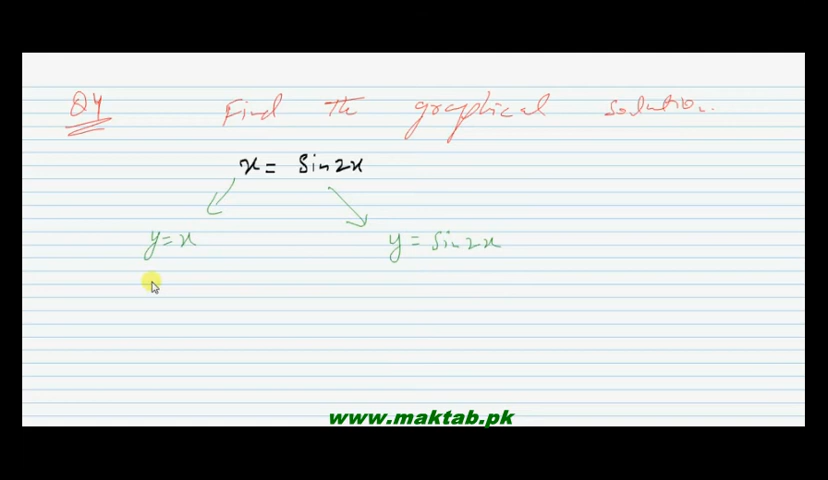 Q4 Find the graphical solution.
x = Sin2x
y = x y = Sin2x
www.maktab.pk